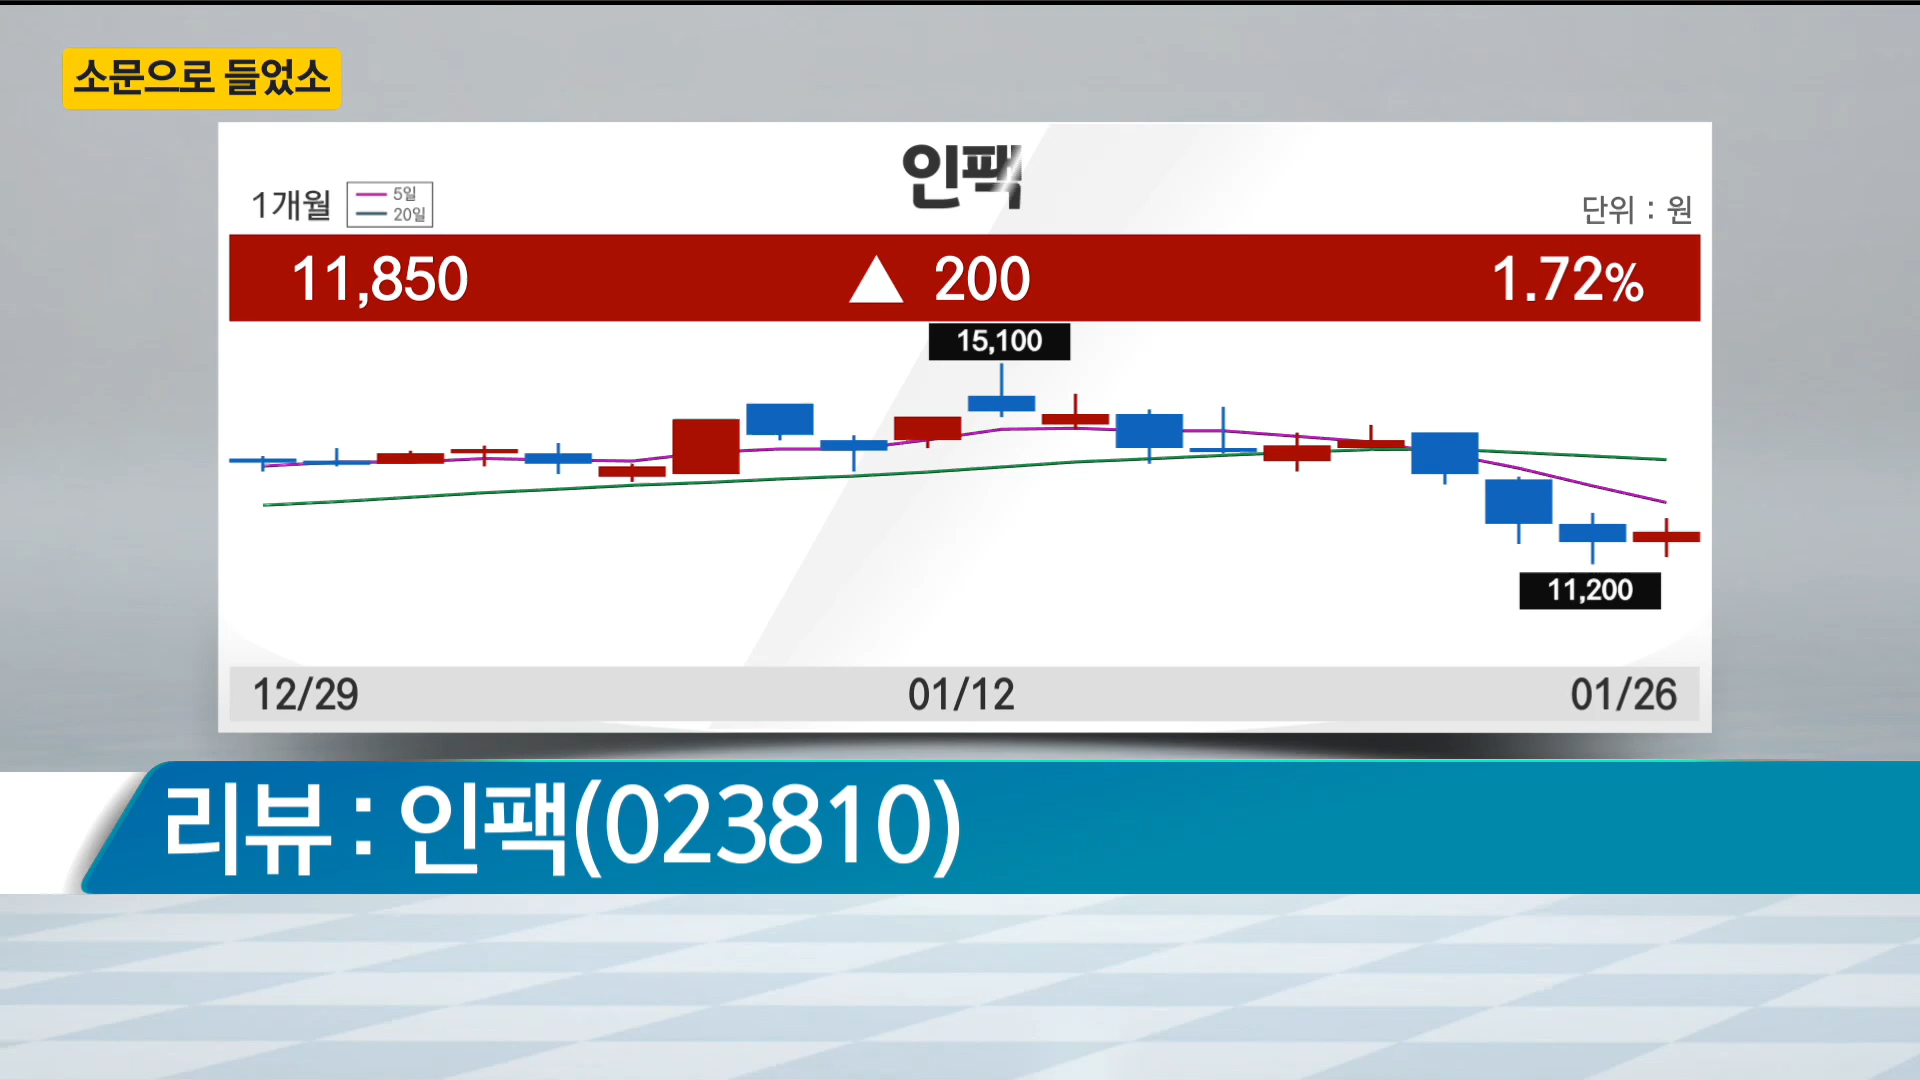 소문으로 들었소
인팩
1개월
5일
20일
단위 : 원
11,850 ▲ 200 1.72%
15,100
11,200
12/29 01/12 01/26
리뷰 : 인팩(023810)